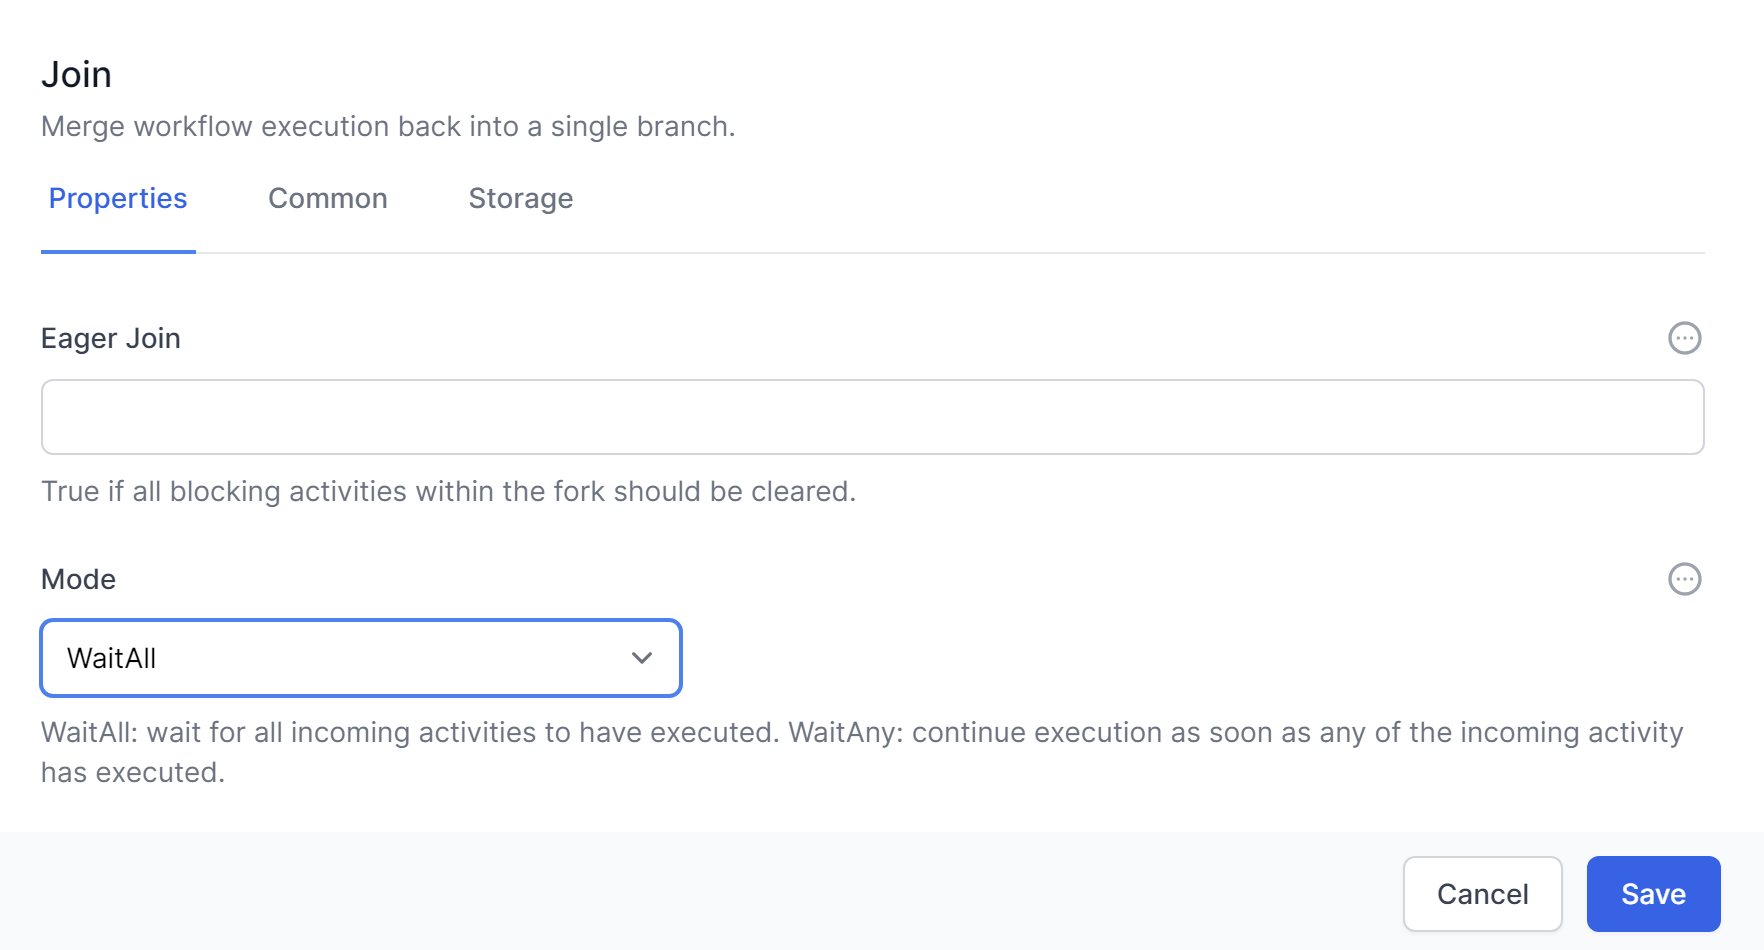 Join
Merge workflow execution back into a single branch.
Properties Common Storage
Eager Join
True if all blocking activities within the fork should be cleared.
Mode
WaitAll
WaitAll: wait for all incoming activities to have executed. WaitAny: continue execution as soon as any of the incoming activity
has executed.
Cancel Save